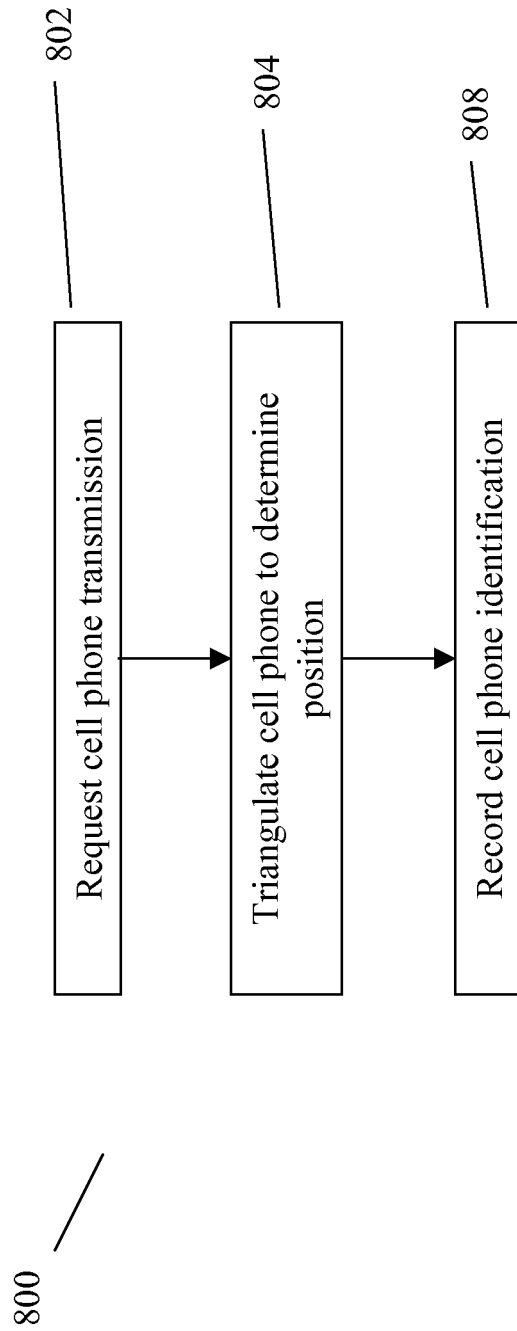 800
Request cell phone transmission
802
Triangulate cell phone to determine
position
804
Record cell phone identification
808